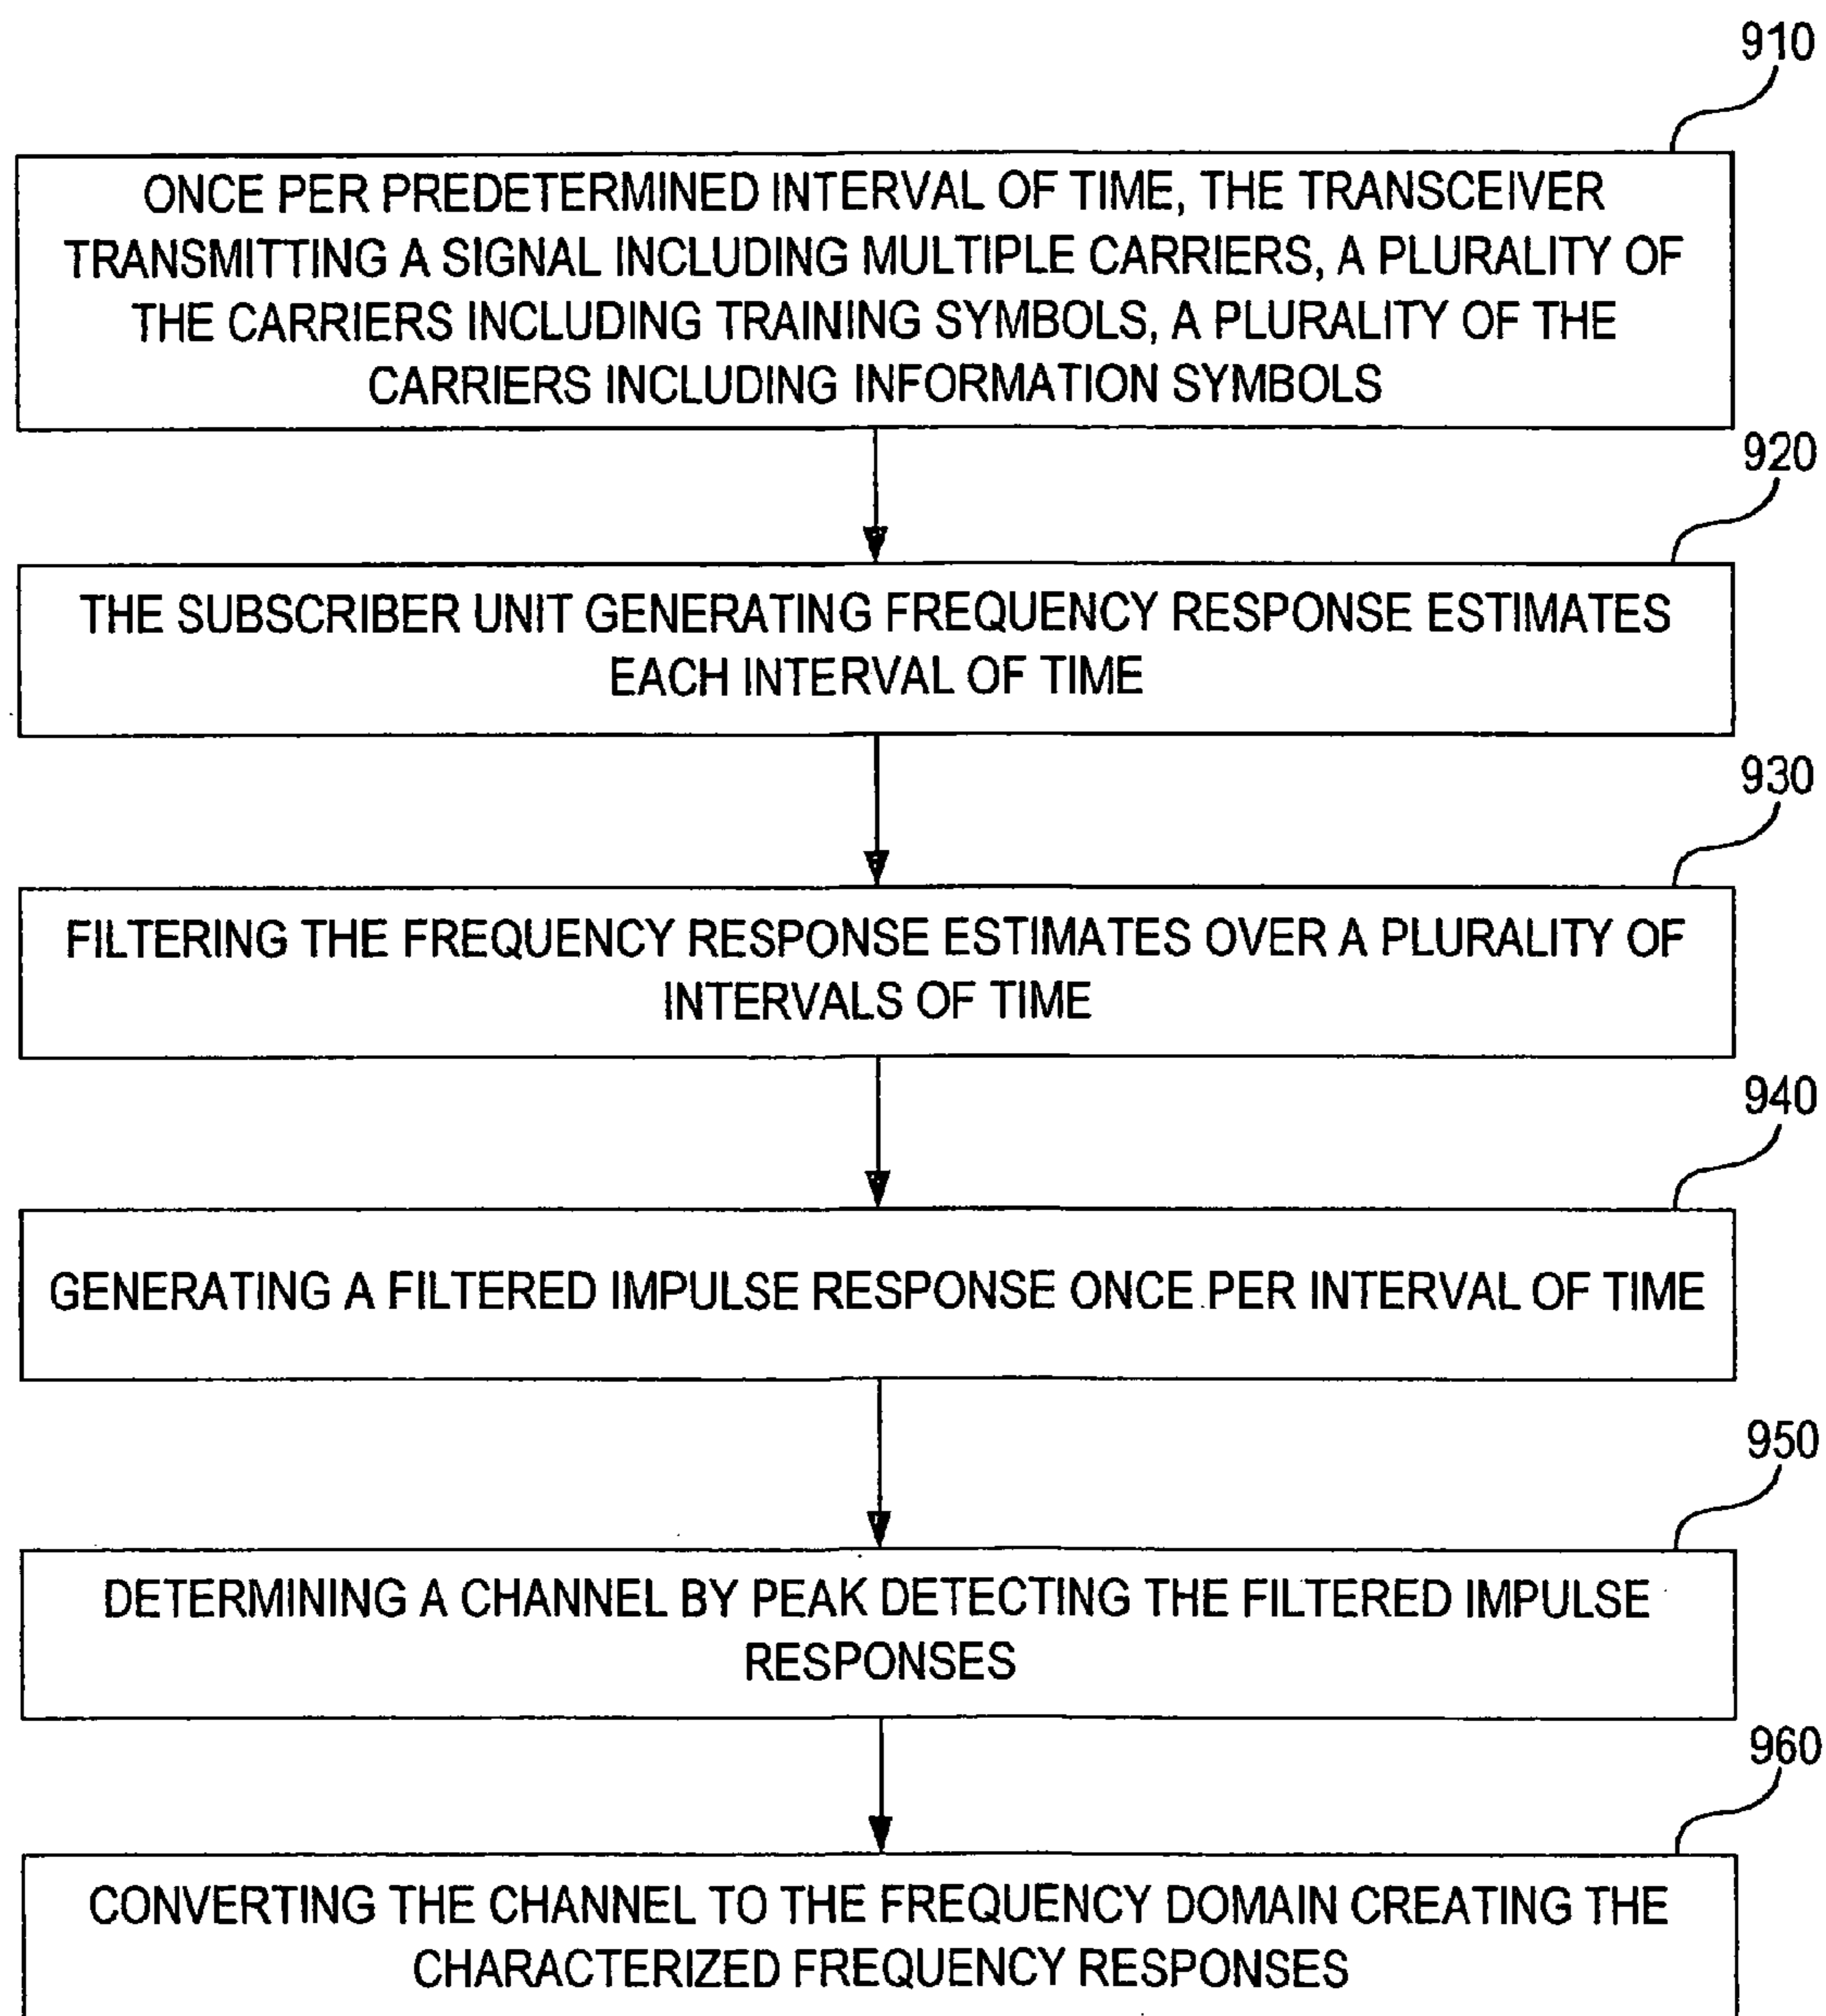 910
ONCE PER PREDETERMINED INTERVAL OF TIME, THE TRANSCEIVER
TRANSMITTING A SIGNAL INCLUDING MULTIPLE CARRIERS, A PLURALITY OF
THE CARRIERS INCLUDING TRAINING SYMBOLS, A PLURALITY OF THE
CARRIERS INCLUDING INFORMATION SYMBOLS
920
THE SUBSCRIBER UNIT GENERATING FREQUENCY RESPONSE ESTIMATES
EACH INTERVAL OF TIME
930
FILTERING THE FREQUENCY RESPONSE ESTIMATES OVER A PLURALITY OF
INTERVALS OF TIME
940
GENERATING A FILTERED IMPULSE RESPONSE ONCE PER INTERVAL OF TIME
950
DETERMINING A CHANNEL BY PEAK DETECTING THE FILTERED IMPULSE
RESPONSES
960
CONVERTING THE CHANNEL TO THE FREQUENCY DOMAIN CREATING THE
CHARACTERIZED FREQUENCY RESPONSES